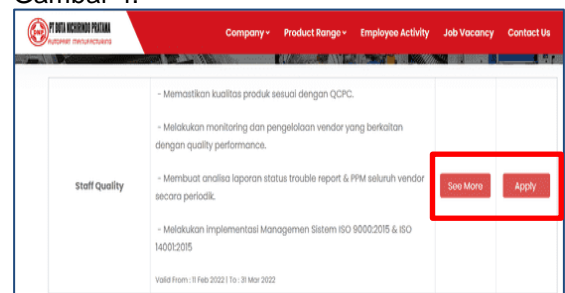 PT DUTA NICHIRINDO PRATAMA
AUTOPART MANUFACTURING
Company Product Range Employee Activity Job Vacancy Contact Us
- Memastikan kualitas produk sesuai dengan QCPC.
- Melakukan monitoring dan pengelolaan vendor yang berkaitan
dengan quality performance.
Staff Quality
- Membuat analisa laporan status trouble report & PPM seluruh vendor
secara periodik.
See More Apply
- Melakukan implementasi Managemen Sistem ISO 9000:2015 & ISO
14001:2015
Valid From : 11 Feb 2022 | To : 31 Mar 2022